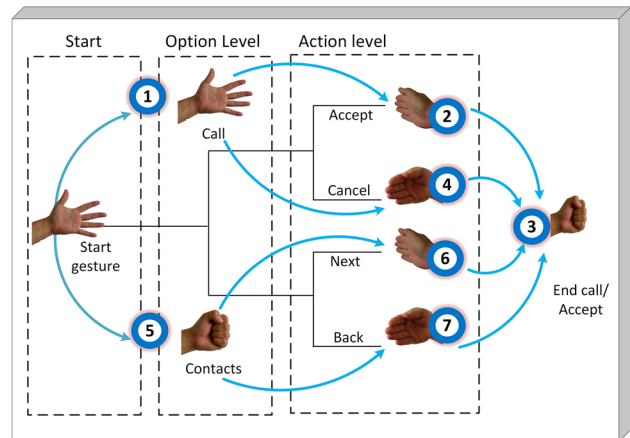 Start
Option Level
Action level
1
2
Call
Accept
4
Cancel
3
Start
gesture
6
Next
End call/
Accept
5
7
Back
Contacts